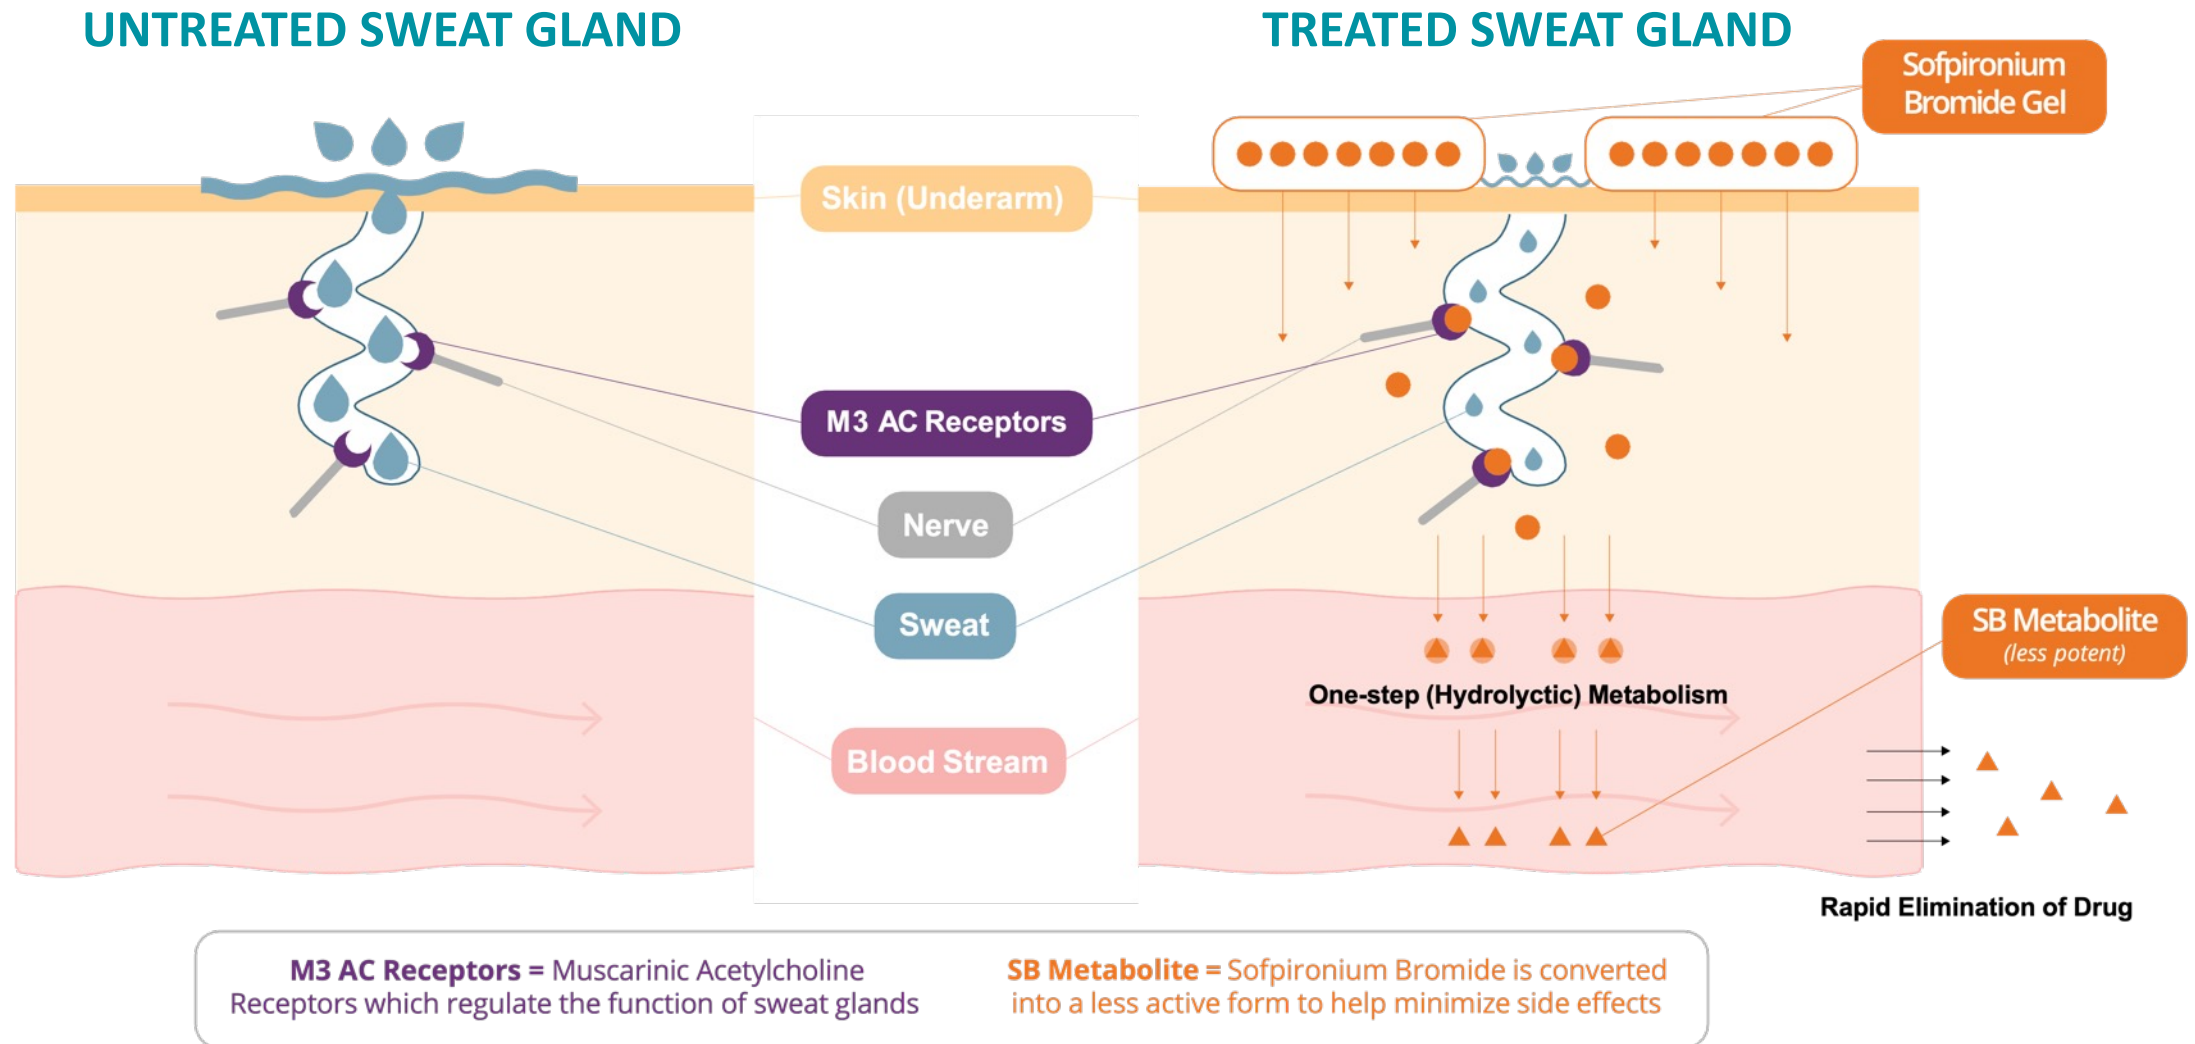 UNTREATED SWEAT GLAND
TREATED SWEAT GLAND
Sofpironium
Bromide Gel
Skin (Underarm)
M3 AC Receptors
Nerve
Sweat
Blood Stream
One-step (Hydrolyctic) Metabolism
SB Metabolite
(less potent)
Rapid Elimination of Drug
M3 AC Receptors = Muscarinic Acetylcholine
Receptors which regulate the function of sweat glands
SB Metabolite = Sofpironium Bromide is converted
into a less active form to help minimize side effects